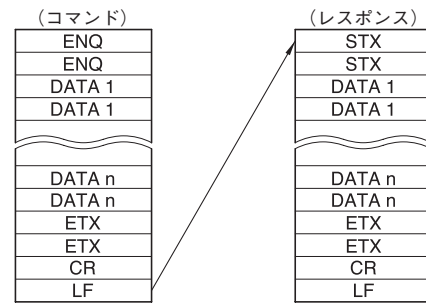 (コマンド)
ENQ
ENQ
DATA 1
DATA 1
DATA n
DATA n
ETX
ETX
CR
LF
(レスポンス)
STX
STX
DATA 1
DATA 1
DATA n
DATA n
ETX
ETX
CR
LF